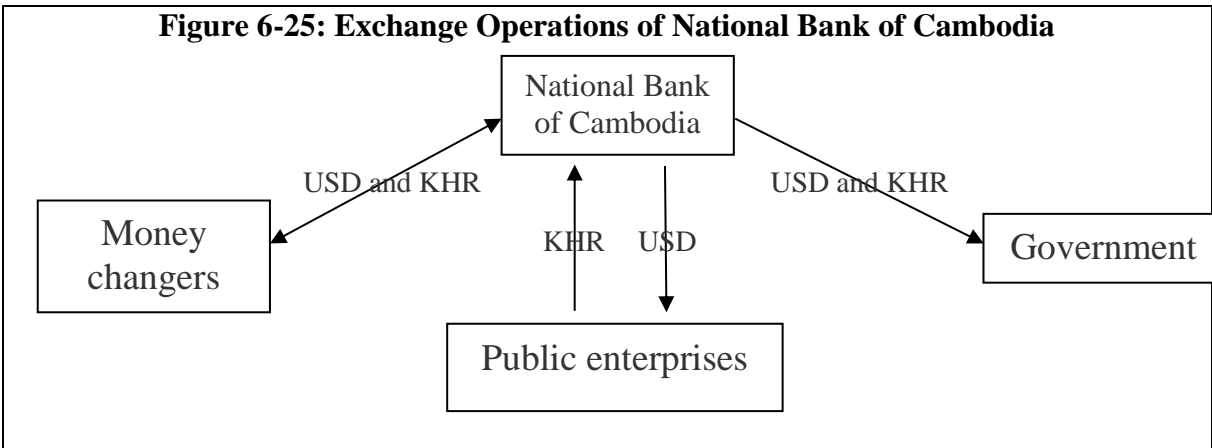 Figure 6-25: Exchange Operations of National Bank of Cambodia
National Bank
of Cambodia
USD and KHR
USD and KHR
Money
changers
KHR
USD
Government
Public enterprises